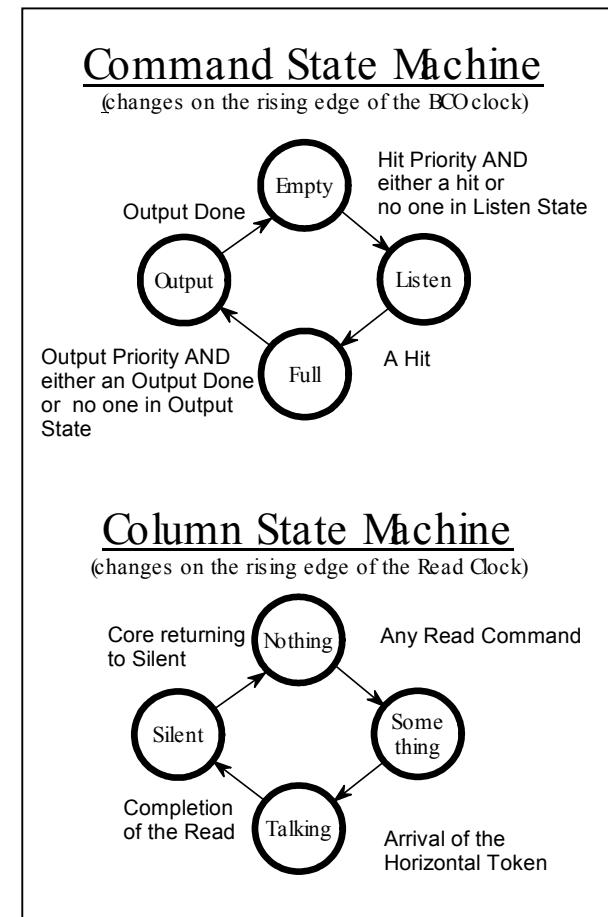 Command State Machine
(changes on the rising edge of the BCO clock)
Hit Priority AND
either a hit or
no one in Listen State
Empty
Output Done
Output
Listen
Output Priority AND
either an Output Done
or no one in Output
State
Full
A Hit
Column State Machine
(changes on the rising edge of the Read Clock)
Core returning
to Silent
Nothing
Any Read Command
Silent
Some
thing
Completion
of the Read
Talking
Arrival of the
Horizontal Token